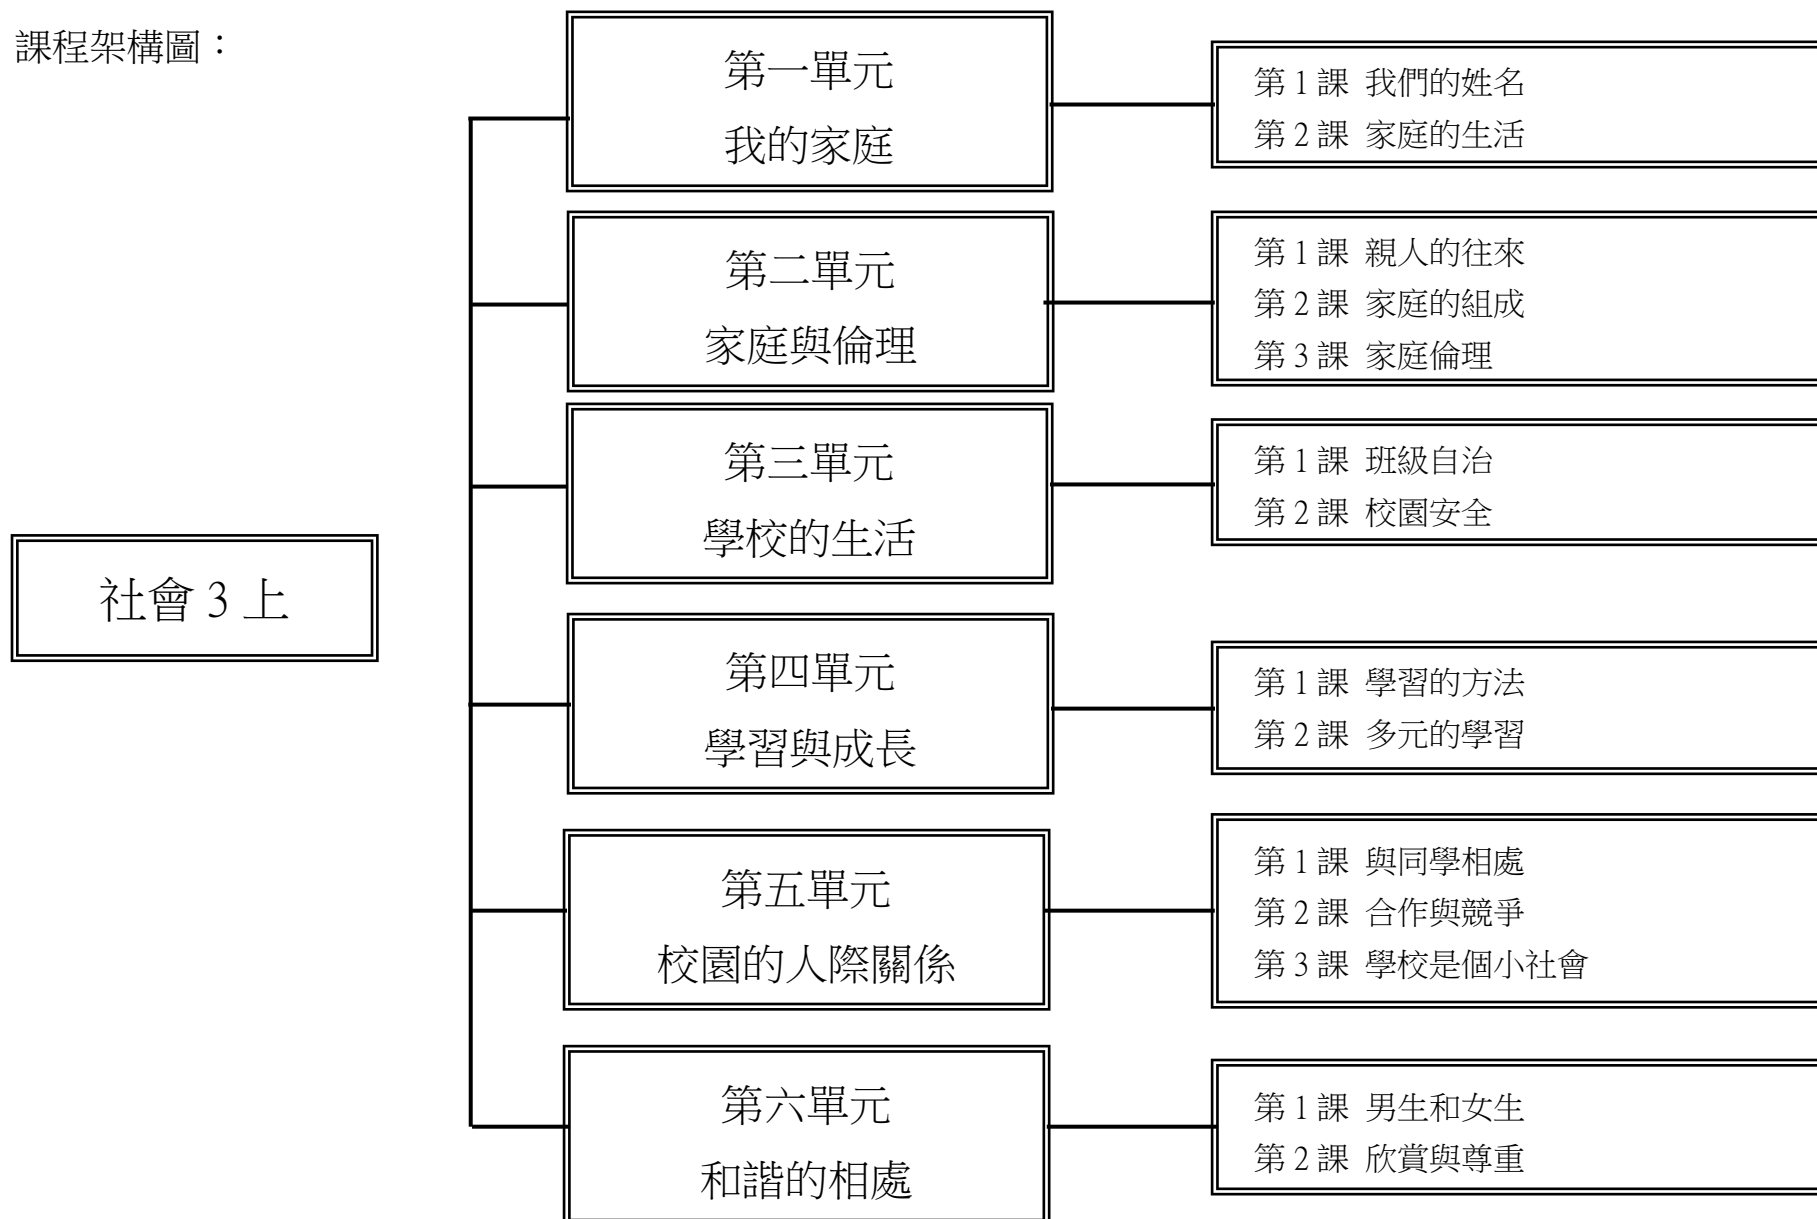 課程架構圖：
社會 3 上
第一單元
我的家庭
第 1 課 我們的姓名
第 2 課 家庭的生活
第二單元
家庭與倫理
第 1 課 親人的往來
第 2 課 家庭的組成
第 3 課 家庭倫理
第三單元
學校的生活
第 1 課 班級自治
第 2 課 校園安全
第四單元
學習與成長
第 1 課 學習的方法
第 2 課 多元的學習
第五單元
校園的人際關係
第 1 課 與同學相處
第 2 課 合作與競爭
第 3 課 學校是個小社會
第六單元
和諧的相處
第 1 課 男生和女生
第 2 課 欣賞與尊重